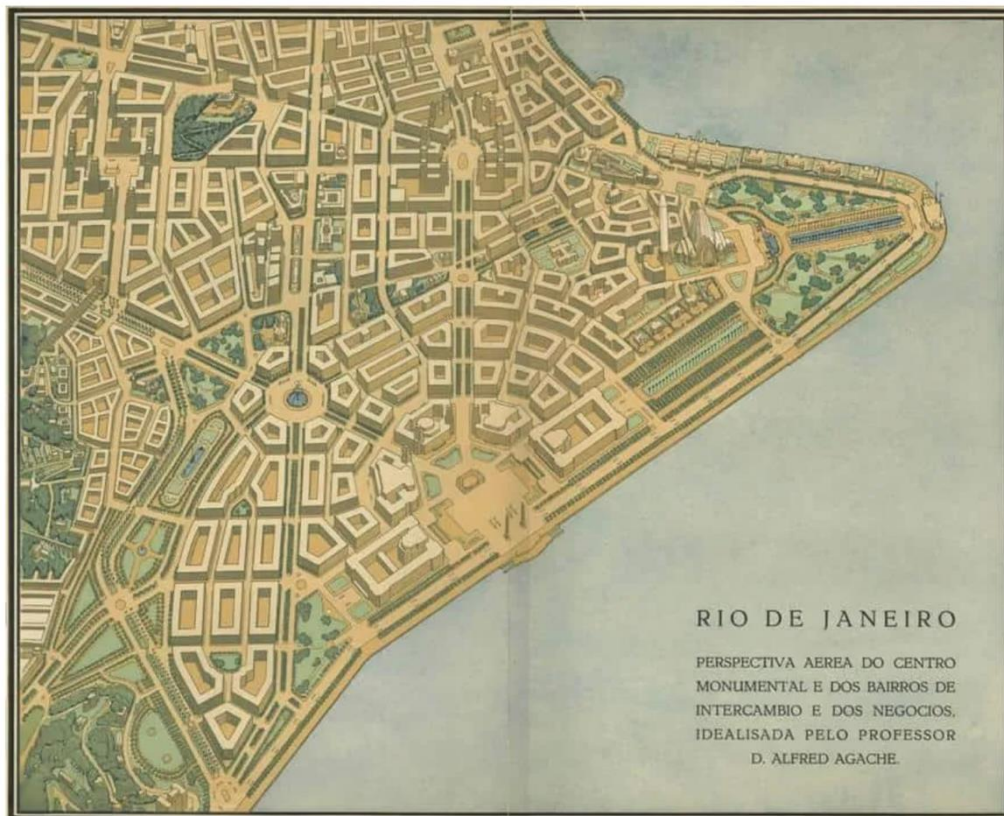 RIO DE JANEIRO
PERSPECTIVA AEREA DO CENTRO
MONUMENTAL E DOS BAIRROS DE
INTERCAMBIO E DOS NEGOCIOS,
IDEALISADA PELO PROFESSOR
D. ALFRED AGACHE.